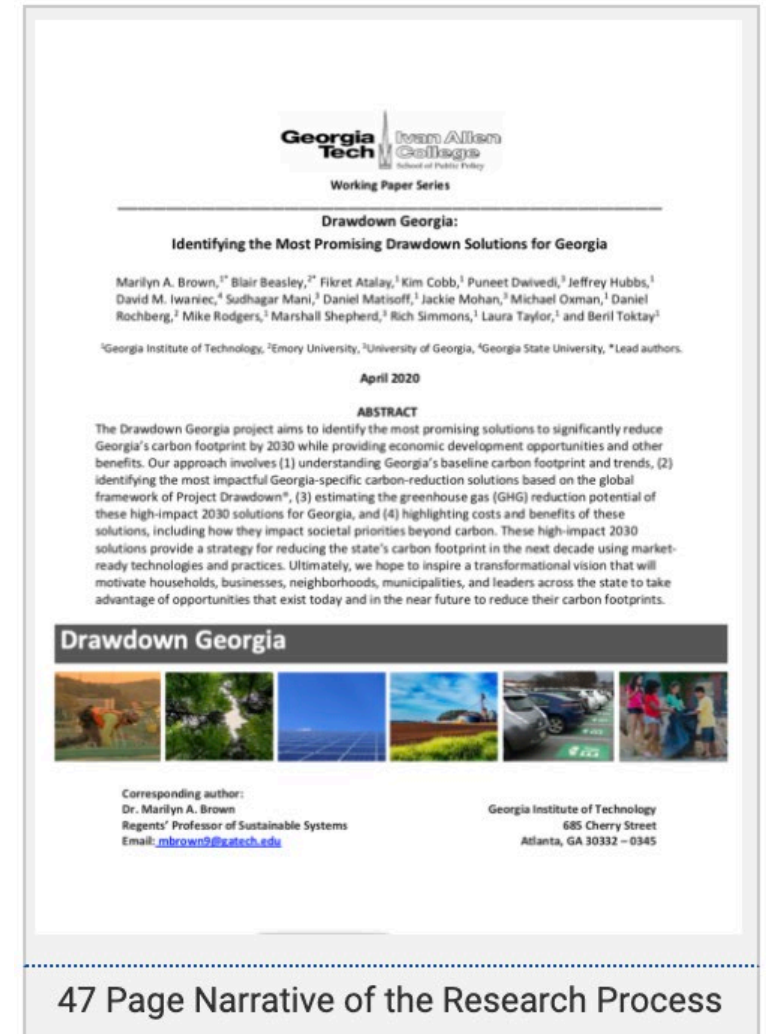 Georgia Tech
Ivan Allen College
School of Public Policy
Working Paper Series
Drawdown Georgia:
Identifying the Most Promising Drawdown Solutions for Georgia
Marilyn A. Brown,¹* Blair Beasley,²* Fikret Atalay,¹ Kim Cobb,¹ Puneet Dwivedi,³ Jeffrey Hubbs,¹
David M. Iwaniec,⁴ Sudhagar Mani,³ Daniel Matisoff,¹ Jackie Mohan,³ Michael Oxman,¹ Daniel
Rochberg,² Mike Rodgers,¹ Marshall Shepherd,³ Rich Simmons,¹ Laura Taylor,¹ and Beril Toktay¹
¹Georgia Institute of Technology, ²Emory University, ³University of Georgia, ⁴Georgia State University, *Lead authors.
April 2020
ABSTRACT
The Drawdown Georgia project aims to identify the most promising solutions to significantly reduce
Georgia's carbon footprint by 2030 while providing economic development opportunities and other
benefits. Our approach involves (1) understanding Georgia's baseline carbon footprint and trends, (2)
identifying the most impactful Georgia-specific carbon-reduction solutions based on the global
framework of Project Drawdown®, (3) estimating the greenhouse gas (GHG) reduction potential of
these high-impact 2030 solutions for Georgia, and (4) highlighting costs and benefits of these
solutions, including how they impact societal priorities beyond carbon. These high-impact 2030
solutions provide a strategy for reducing the state's carbon footprint in the next decade using market-
ready technologies and practices. Ultimately, we hope to inspire a transformational vision that will
motivate households, businesses, neighborhoods, municipalities, and leaders across the state to take
advantage of opportunities that exist today and in the near future to reduce their carbon footprints.
Drawdown Georgia
Corresponding author:
Dr. Marilyn A. Brown
Regents' Professor of Sustainable Systems
Email: mbrown9@gatech.edu
Georgia Institute of Technology
685 Cherry Street
Atlanta, GA 30332 – 0345
47 Page Narrative of the Research Process